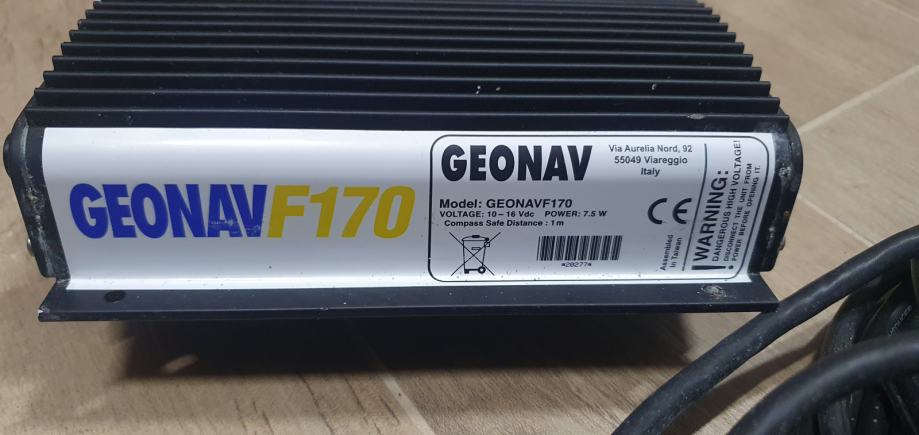 GEONAVF170
GEONAV
Via Aurelia Nord, 92
55049 Viareggio
Italy
Model: GEONAVF170
VOLTAGE: 10 – 16 Vdc POWER: 7.5 W
Compass Safe Distance : 1 m
CE
*20277*
Assembled
in Taiwan
! WARNING:
DANGEROUS HIGH VOLTAGE!
DISCONNECT THE UNIT FROM
POWER BEFORE OPENING IT.